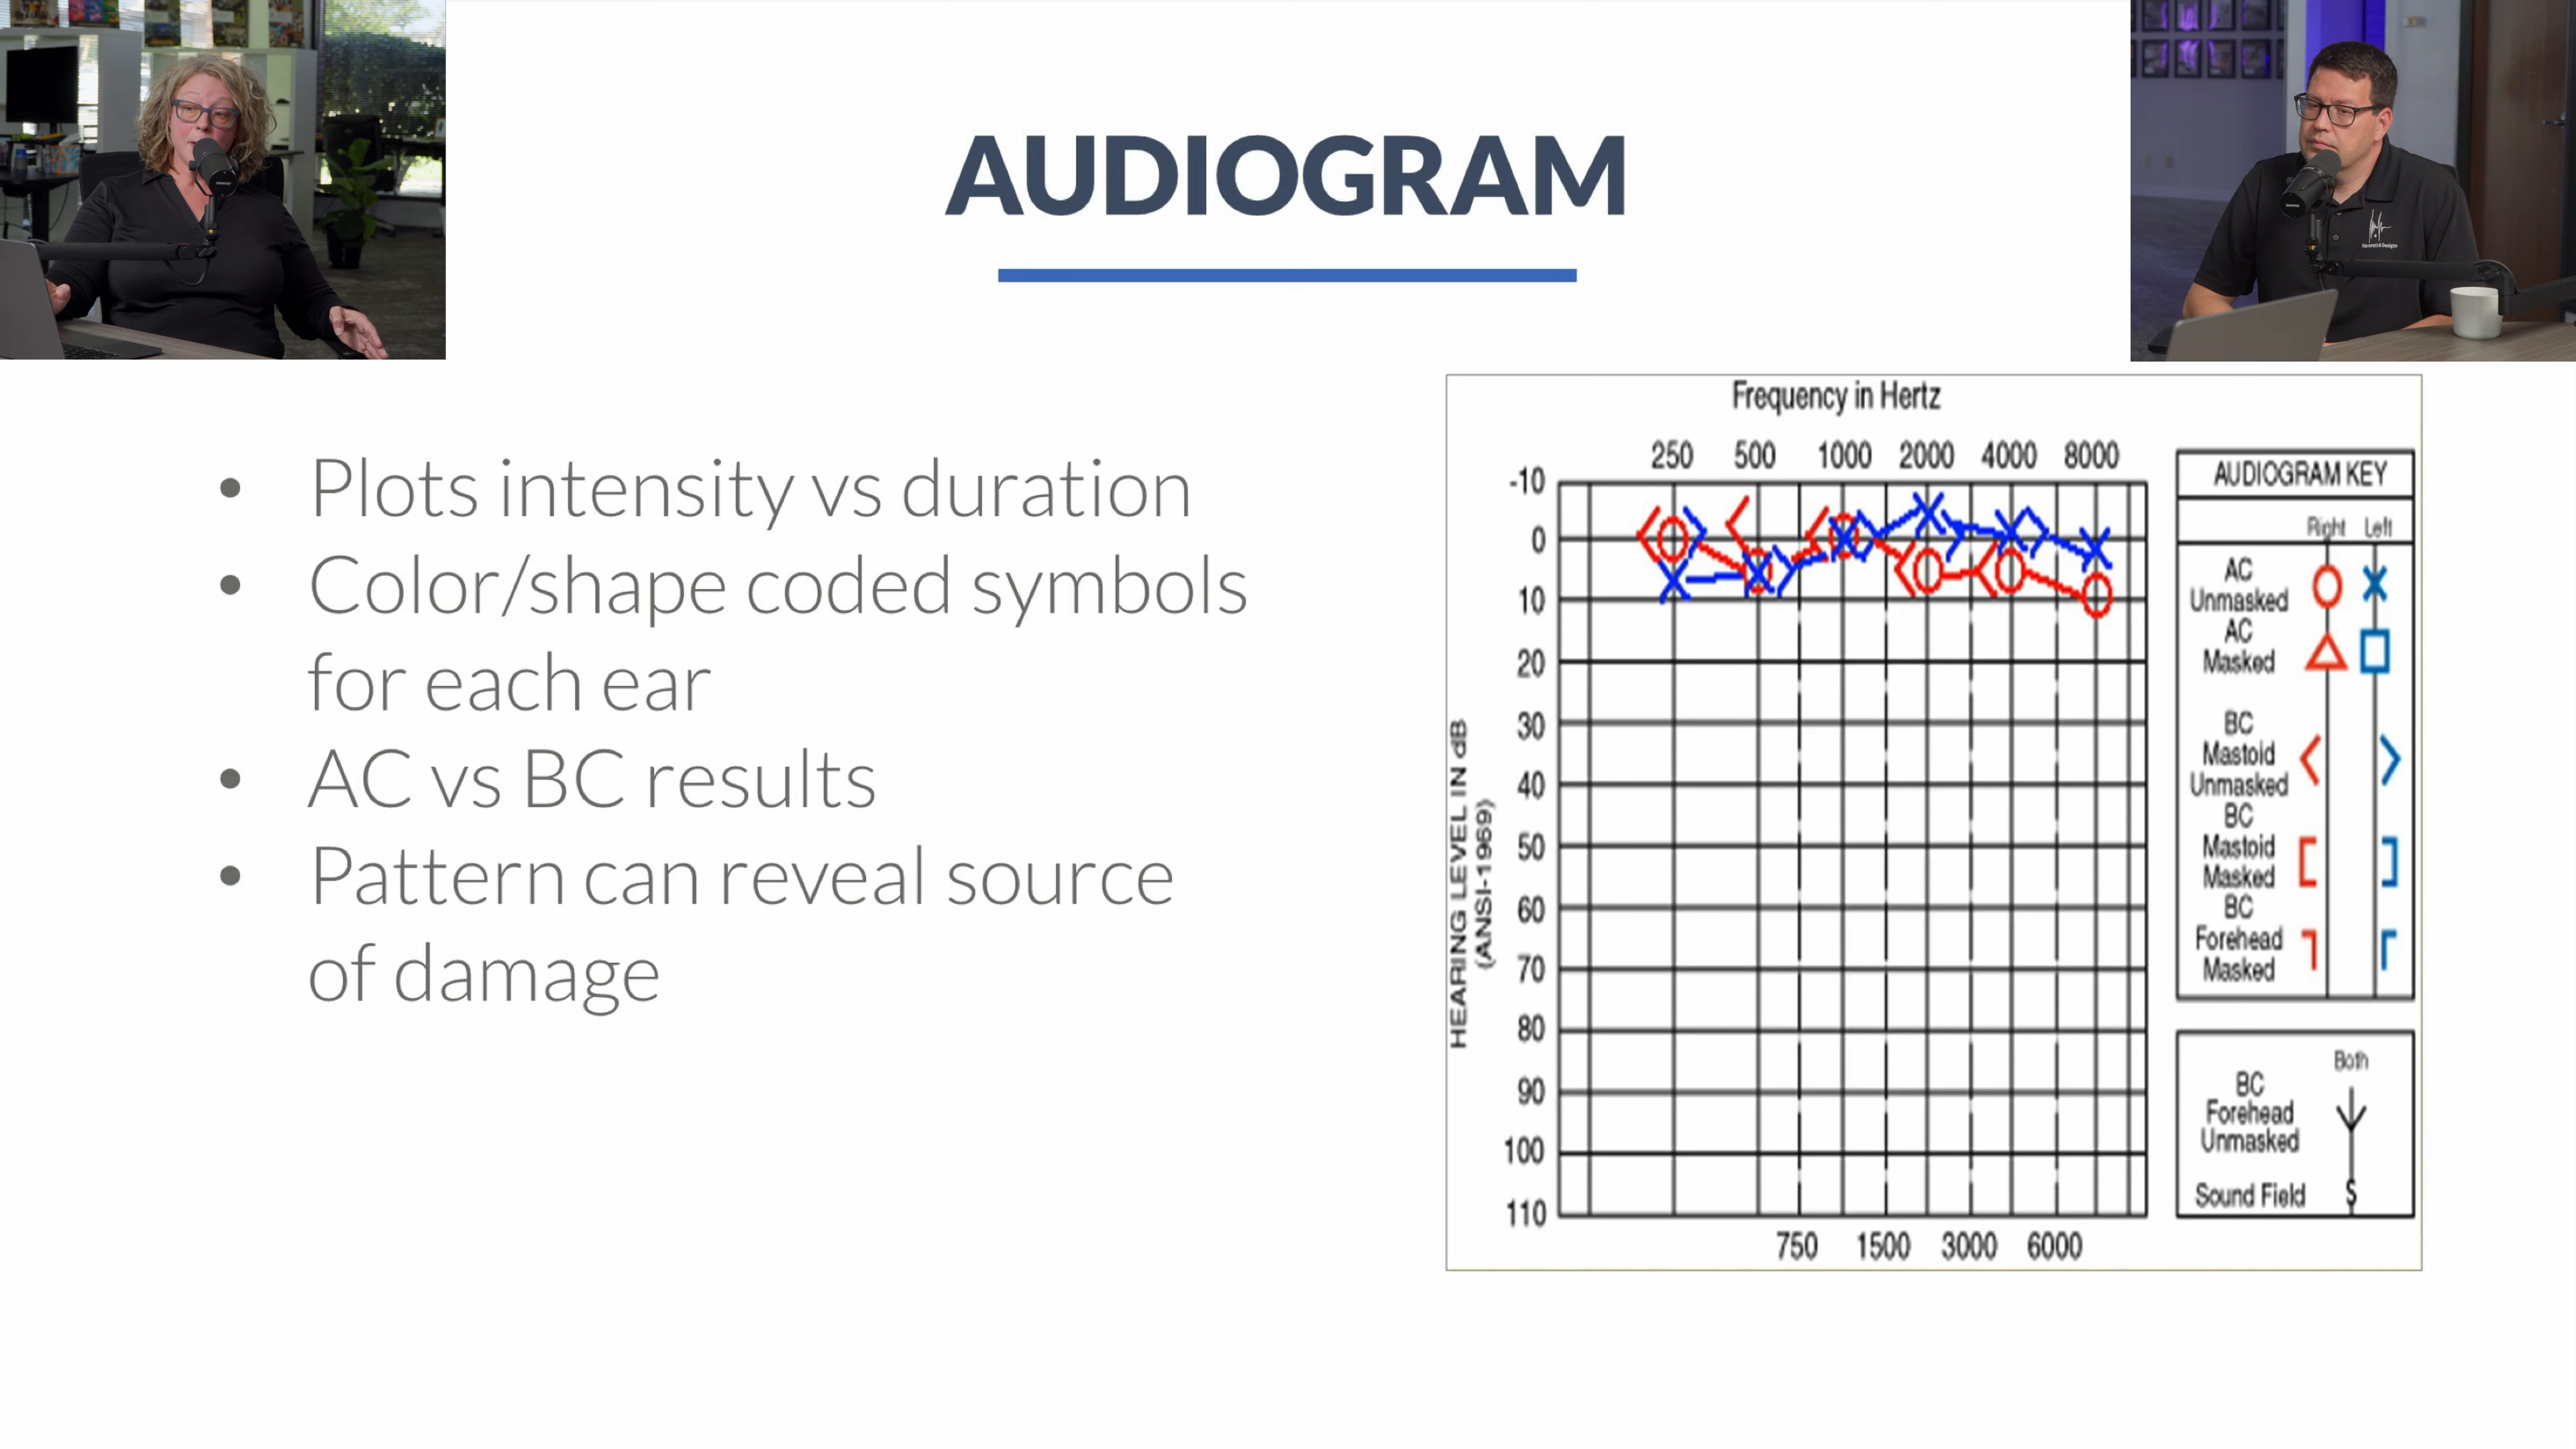 AUDIOGRAM
• Plots intensity vs duration
• Color/shape coded symbols
for each ear
• AC vs BC results
• Pattern can reveal source
of damage
Frequency in Hertz
250 500 1000 2000 4000 8000
-10
0
10
20
30
40
50
60
70
80
90
100
110
HEARING LEVEL IN dB
(ANSI-1969)
750 1500 3000 6000
AUDIOGRAM KEY
Right Left
AC
Unmasked
AC
Masked
BC
Mastoid
Unmasked
BC
Mastoid
Masked
BC
Forehead
Masked
Both
BC
Forehead
Unmasked
Sound Field S